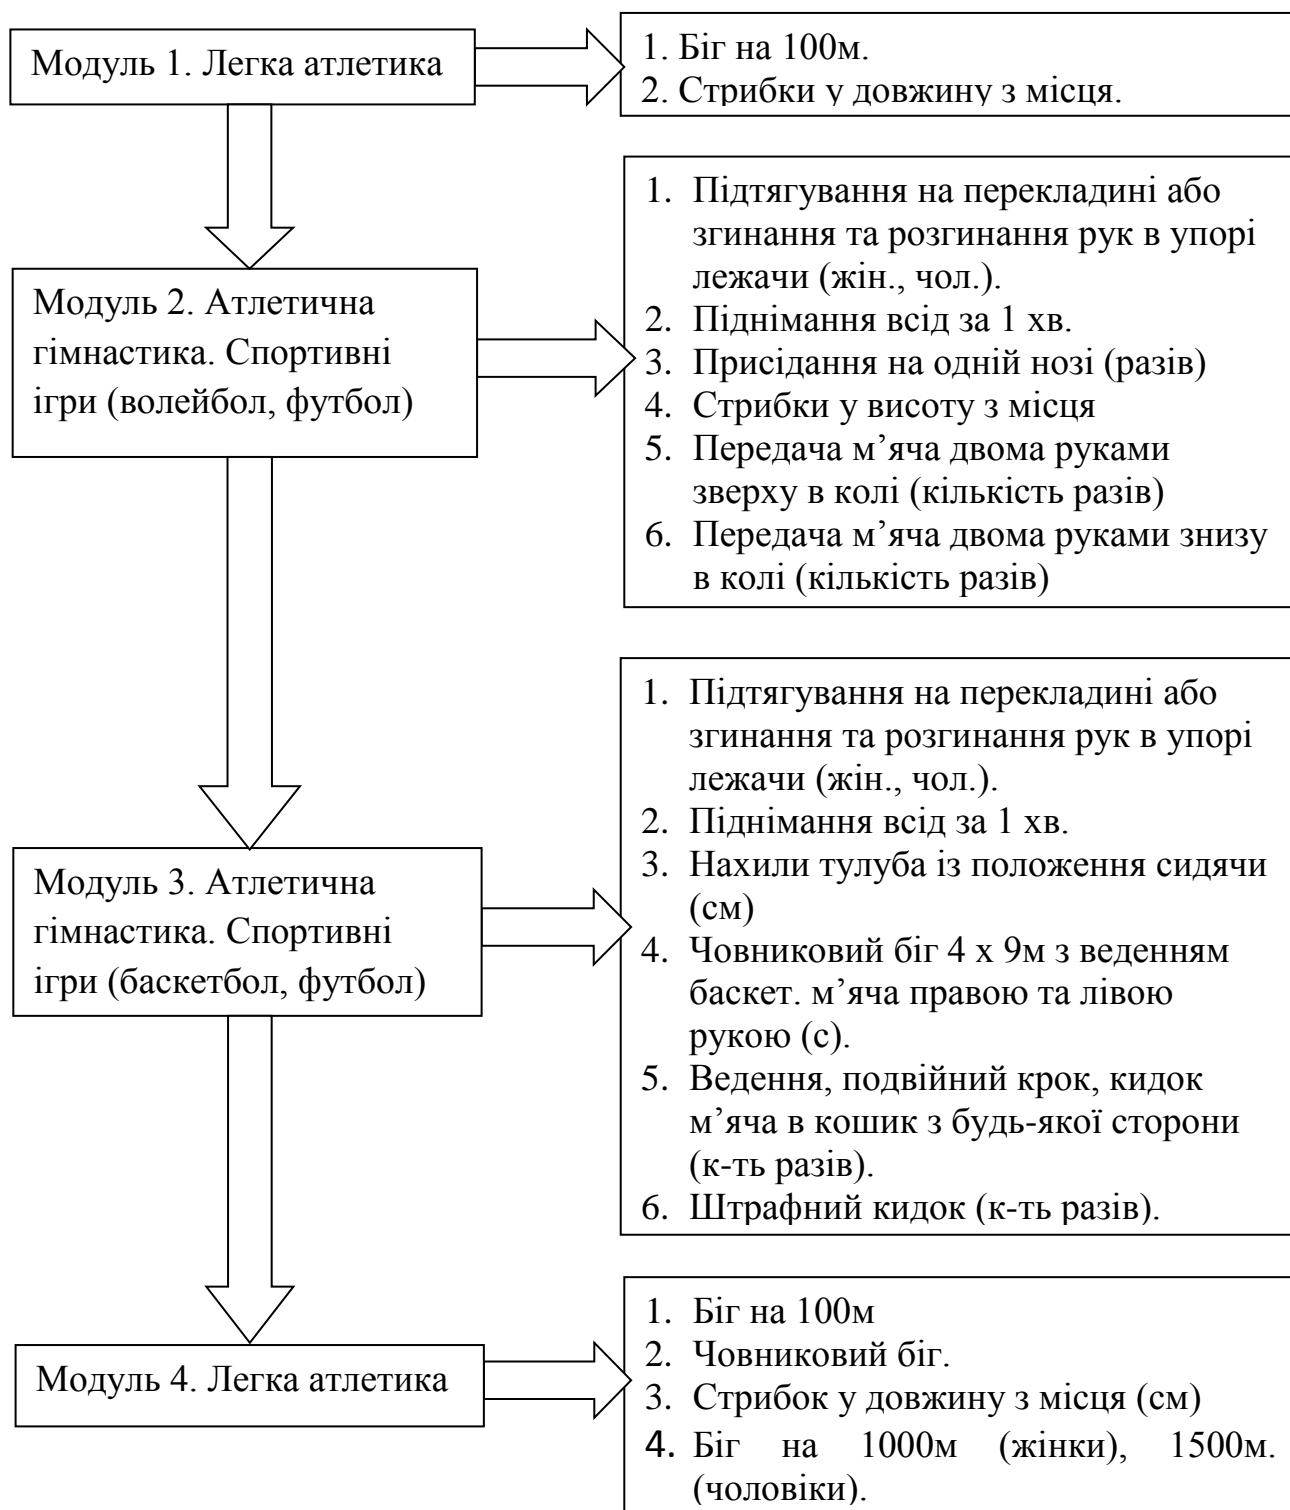 Модуль 1. Легка атлетика
1. Біг на 100м.
2. Стрибки у довжину з місця.
Модуль 2. Атлетична
гімнастика. Спортивні
ігри (волейбол, футбол)
1. Підтягування на перекладині або
згинання та розгинання рук в упорі
лежачи (жін., чол.).
2. Піднімання всід за 1 хв.
3. Присідання на одній нозі (разів)
4. Стрибки у висоту з місця
5. Передача м’яча двома руками
зверху в колі (кількість разів)
6. Передача м’яча двома руками знизу
в колі (кількість разів)
Модуль 3. Атлетична
гімнастика. Спортивні
ігри (баскетбол, футбол)
1. Підтягування на перекладині або
згинання та розгинання рук в упорі
лежачи (жін., чол.).
2. Піднімання всід за 1 хв.
3. Нахили тулуба із положення сидячи
(см)
4. Човниковий біг 4 х 9м з веденням
баскет. м’яча правою та лівою
рукою (с).
5. Ведення, подвійний крок, кидок
м’яча в кошик з будь-якої сторони
(к-ть разів).
6. Штрафний кидок (к-ть разів).
Модуль 4. Легка атлетика
1. Біг на 100м
2. Човниковий біг.
3. Стрибок у довжину з місця (см)
4. Біг на 1000м (жінки), 1500м.
(чоловіки).